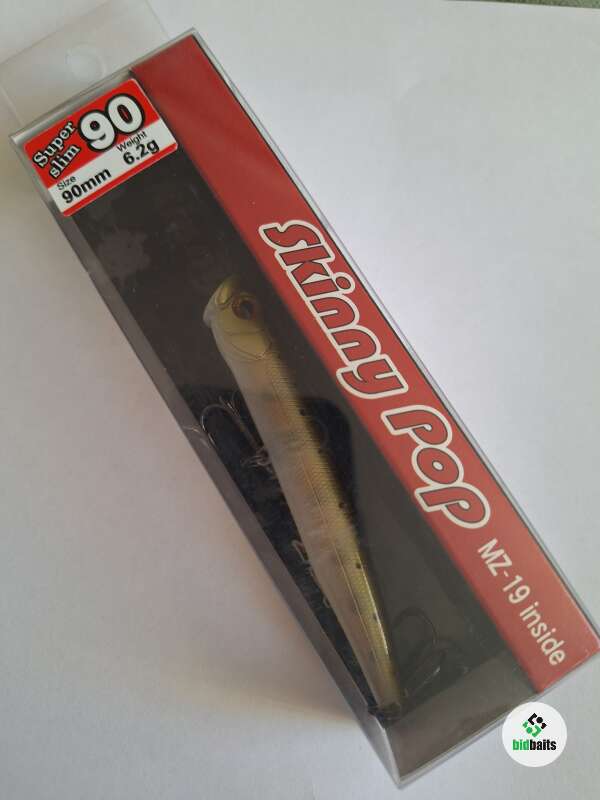 Super
slim
90
Size
90mm
Weight
6.2g
Skinny Pop
MZ-19 inside
bidbaits